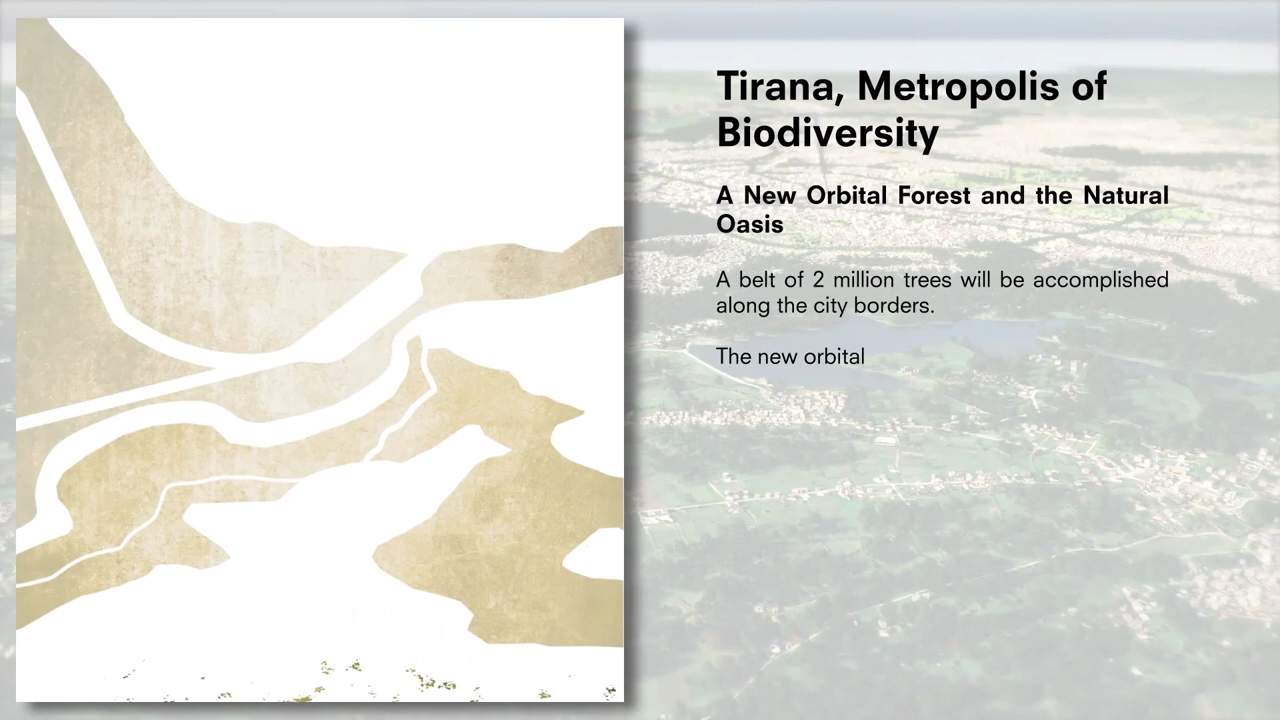 Tirana, Metropolis of
Biodiversity
A New Orbital Forest and the Natural
Oasis
A belt of 2 million trees will be accomplished
along the city borders.
The new orbital